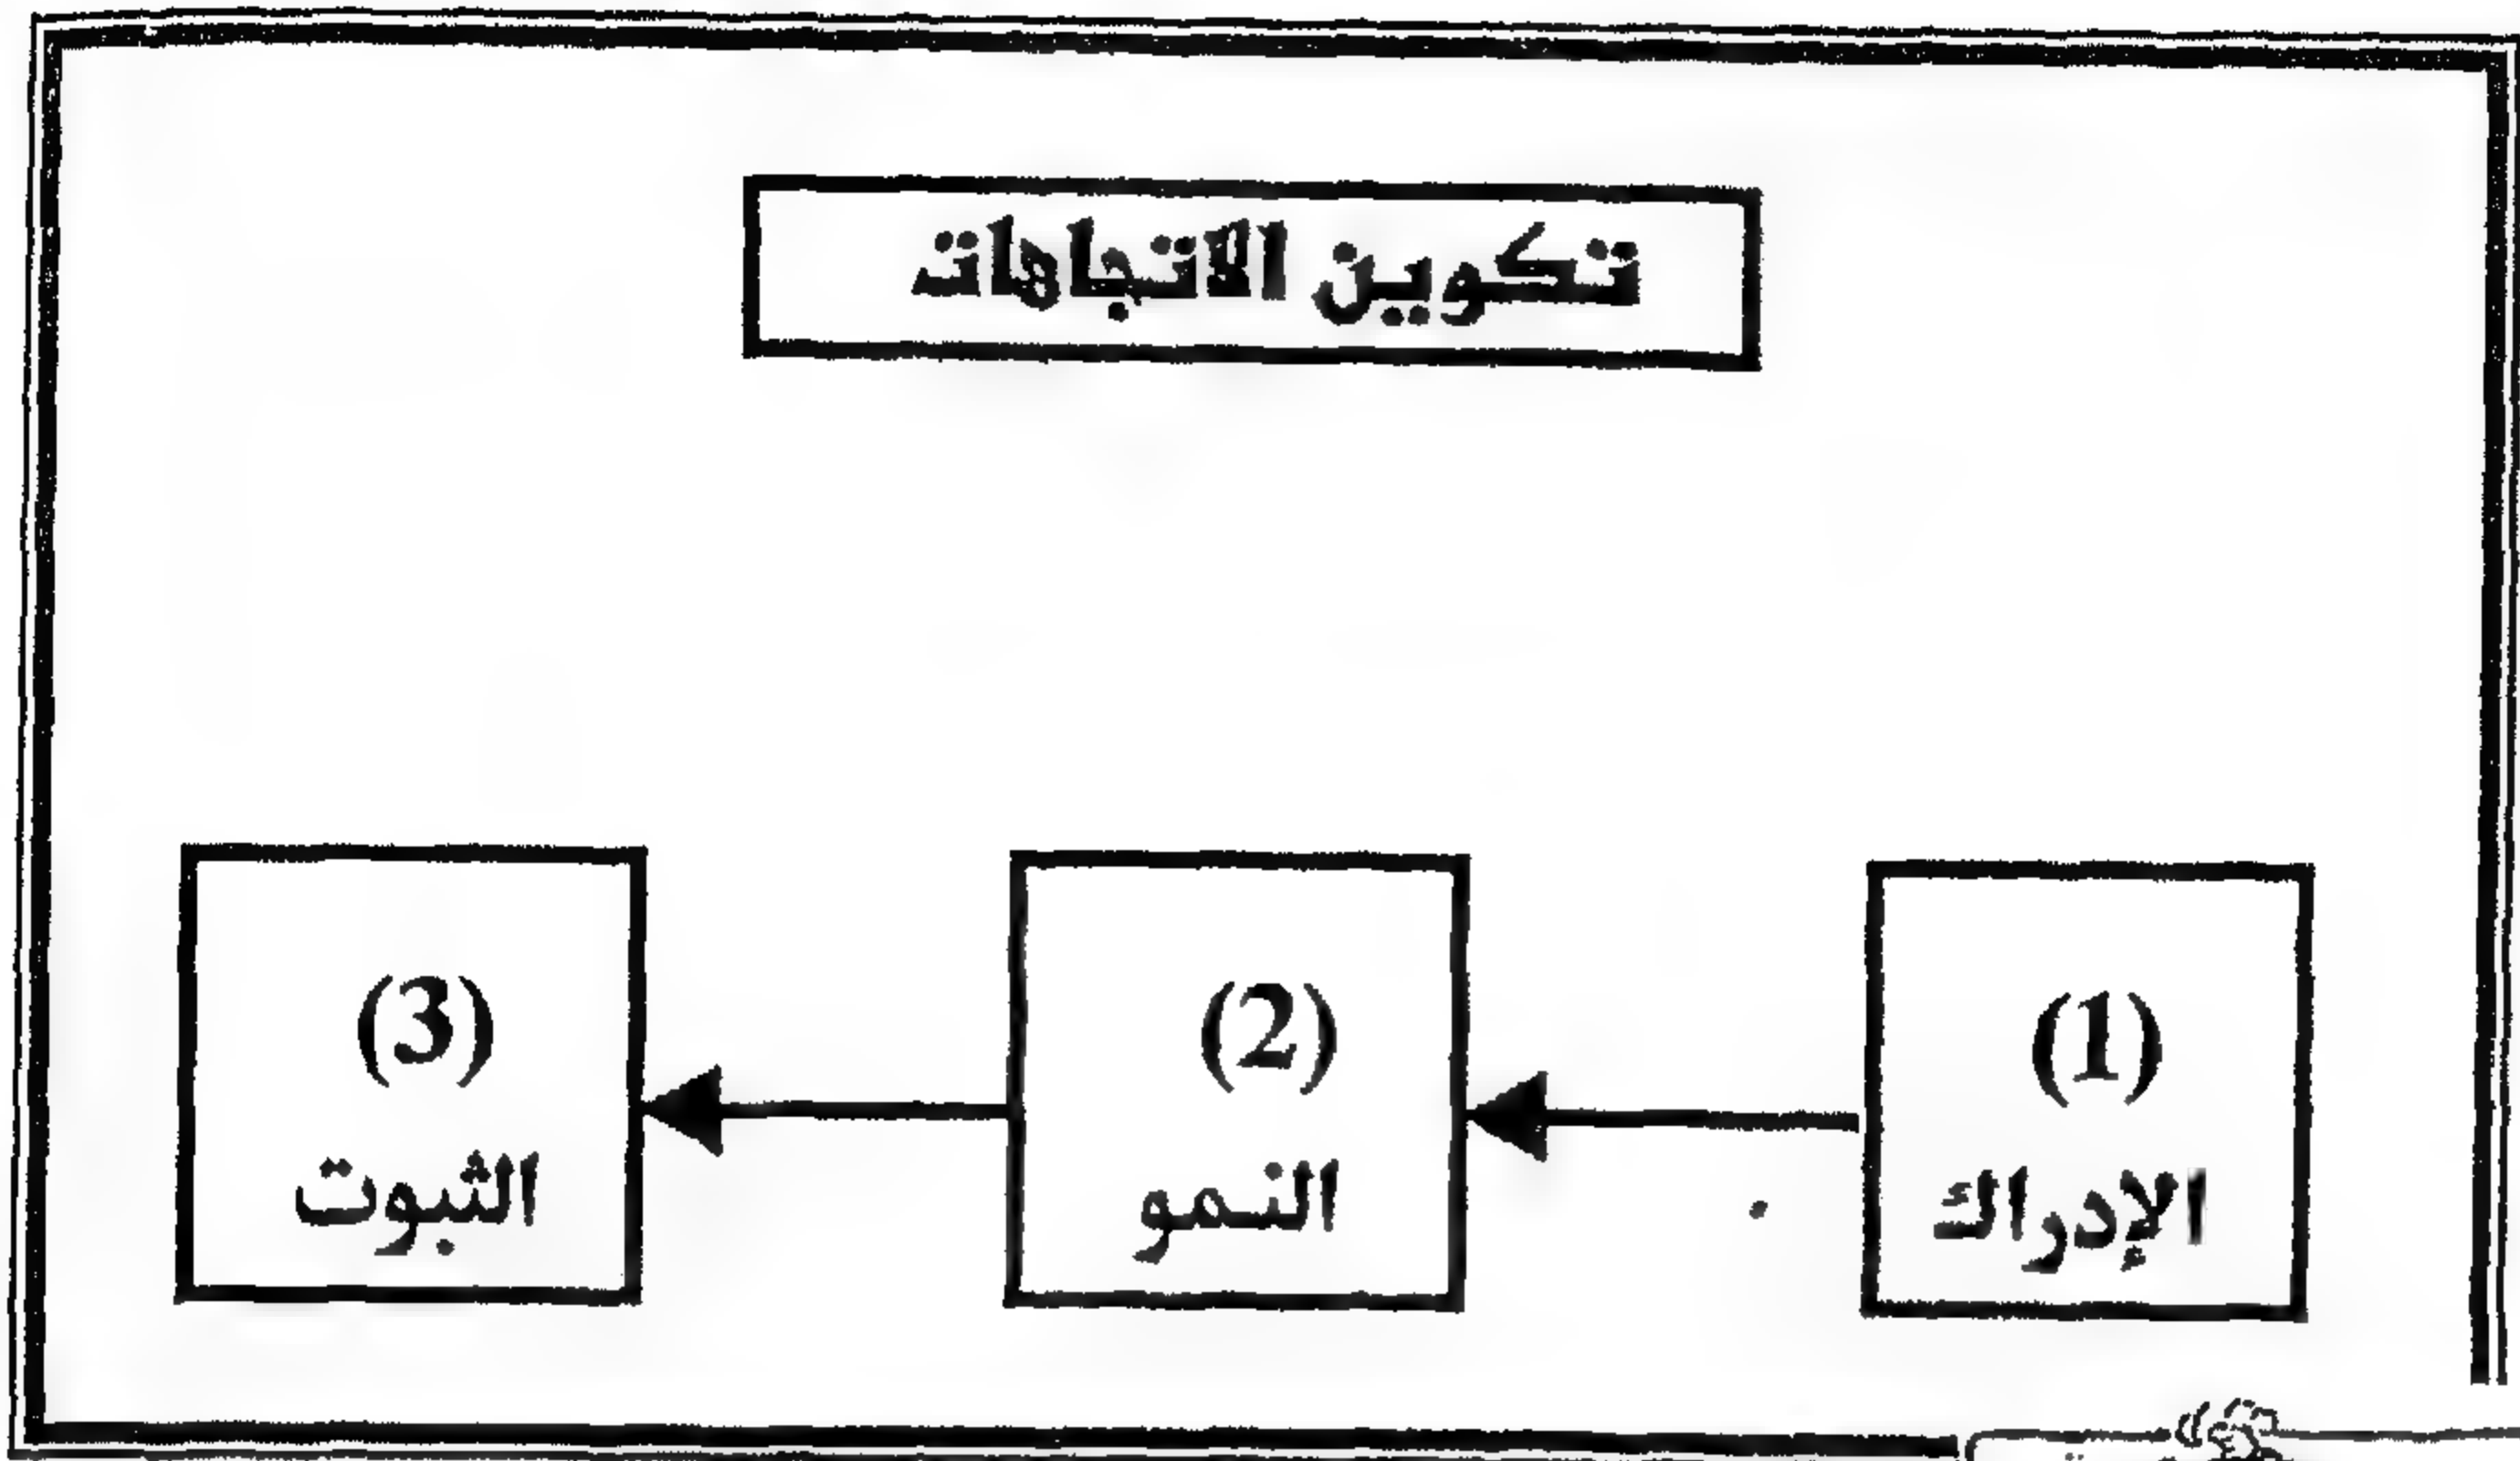 تكوين الاتجاهات
(1)
الإدراك
(2)
النمو
(3)
الثبوت